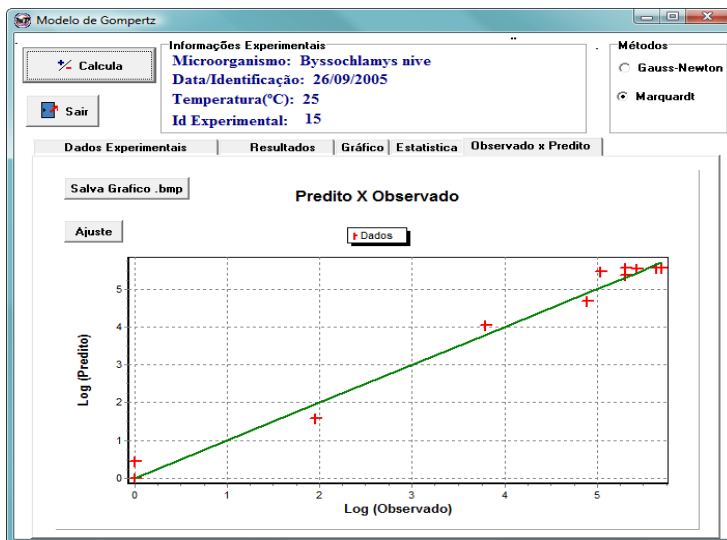 Modelo de Gompertz
Calcula
Sair
Informações Experimentais
Microorganismo: Byssochlamys nive
Data/Identificação: 26/09/2005
Temperatura(ºC): 25
Id Experimental: 15
Métodos
Gauss-Newton
Marquardt
Dados Experimentais Resultados Gráfico Estatistica Observado x Predito
Salva Grafico .bmp
Predito X Observado
Ajuste
Dados
Log (Predito)
5
4
3
2
1
0
0 1 2 3 4 5
Log (Observado)